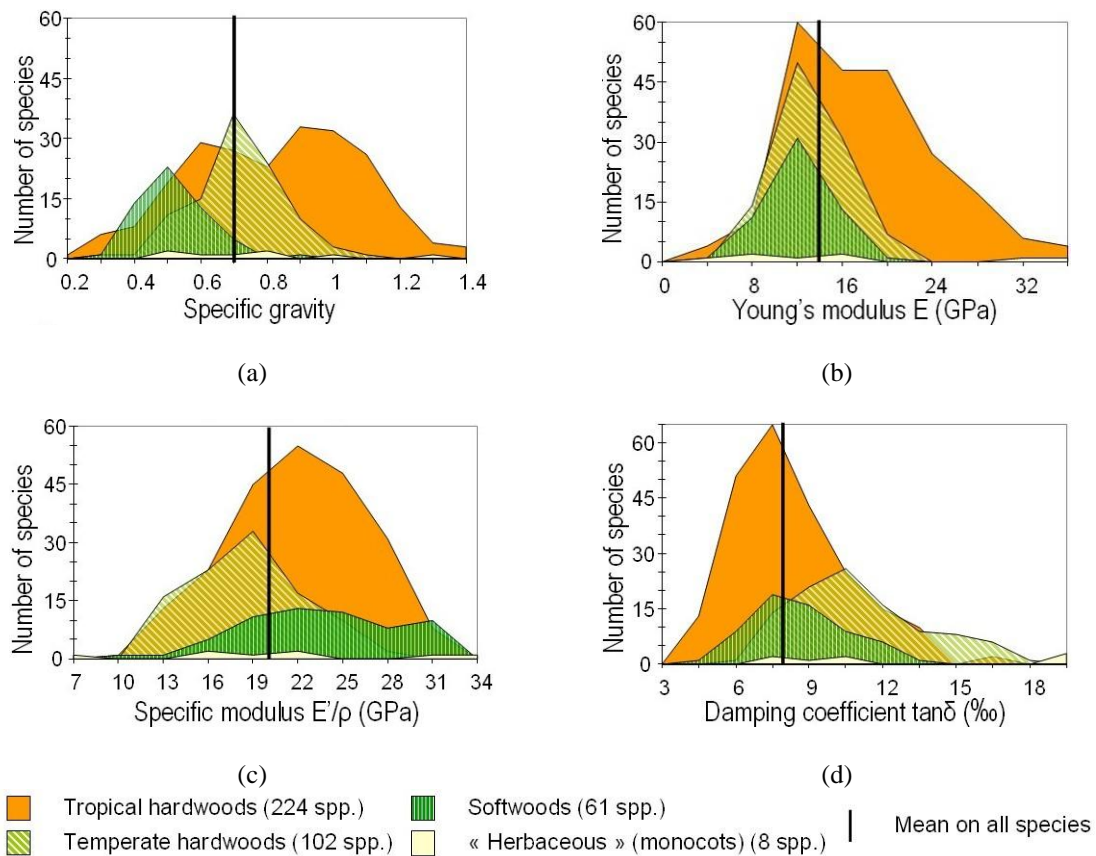 60
45
30
15
0
Number of species
0.2 0.4 0.6 0.8 1 1.2 1.4
Specific gravity
(a)
60
45
30
15
0
Number of species
0 8 16 24 32
Young's modulus E (GPa)
(b)
60
45
30
15
0
Number of species
7 10 13 16 19 22 25 28 31 34
Specific modulus E'/ρ (GPa)
(c)
60
45
30
15
0
Number of species
3 6 9 12 15 18
Damping coefficient tanδ (‰)
(d)
Tropical hardwoods (224 spp.)
Softwoods (61 spp.)
Mean on all species
Temperate hardwoods (102 spp.)
« Herbaceous » (monocots) (8 spp.)